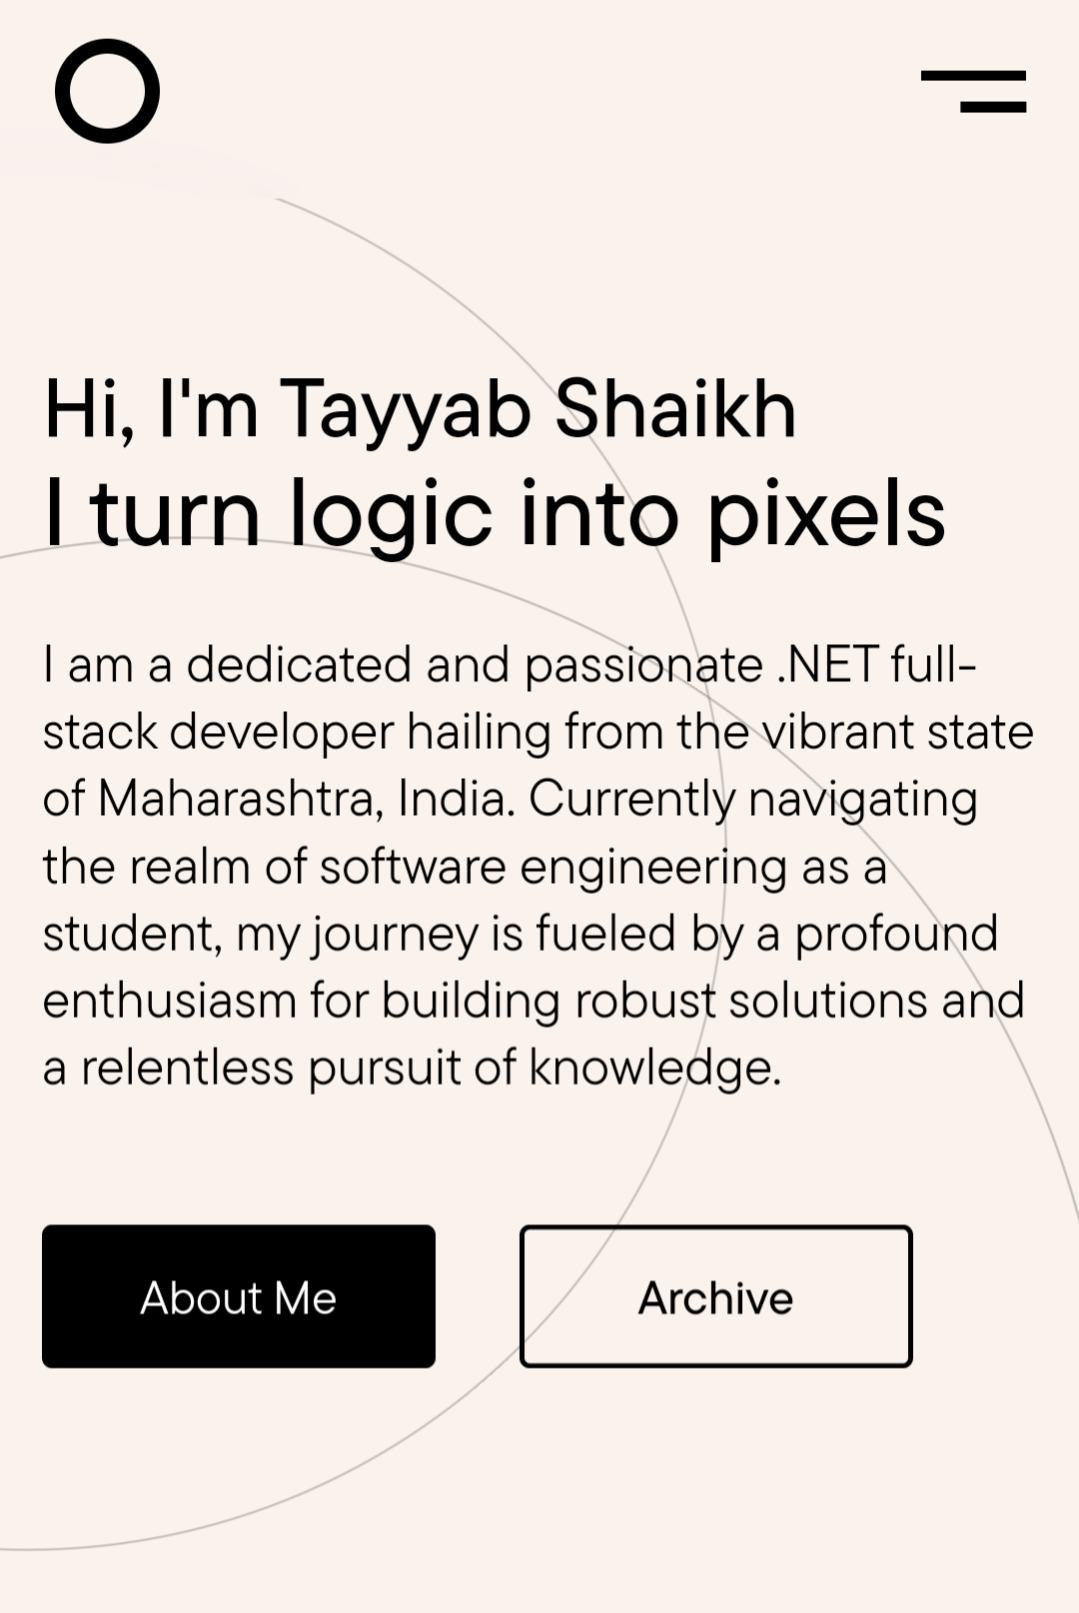 Hi, I'm Tayyab Shaikh
I turn logic into pixels
I am a dedicated and passionate .NET full-
stack developer hailing from the vibrant state
of Maharashtra, India. Currently navigating
the realm of software engineering as a
student, my journey is fueled by a profound
enthusiasm for building robust solutions and
a relentless pursuit of knowledge.
About Me
Archive